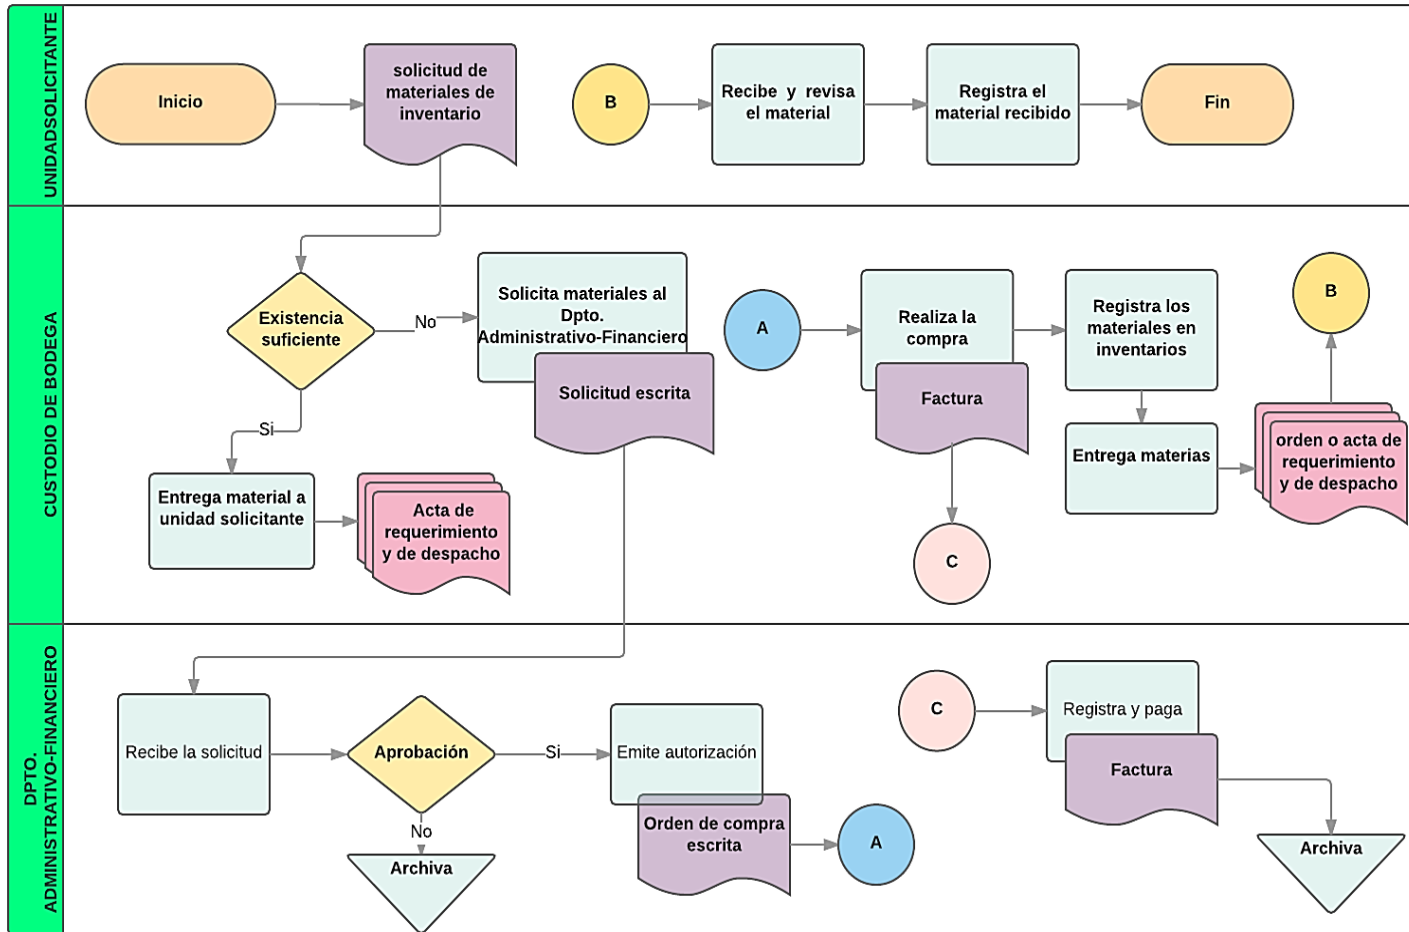 UNIDADSOLICITANTE
Inicio
solicitud de
materiales de
inventario
B
Recibe y revisa
el material
Registra el
material recibido
Fin
CUSTODIO DE BODEGA
Existencia
suficiente
No
Solicita materiales al
Dpto.
Administrativo-Financiero
Solicitud escrita
Si
Entrega material a
unidad solicitante
Acta de
requerimiento
y de despacho
A
Realiza la
compra
Factura
C
Registra los
materiales en
inventarios
Entrega materias
orden o acta de
requerimiento
y de despacho
B
DPTO.
ADMINISTRATIVO-FINANCIERO
Recibe la solicitud
Aprobación
No
Archiva
Si
Emite autorización
Orden de compra
escrita
A
C
Registra y paga
Factura
Archiva